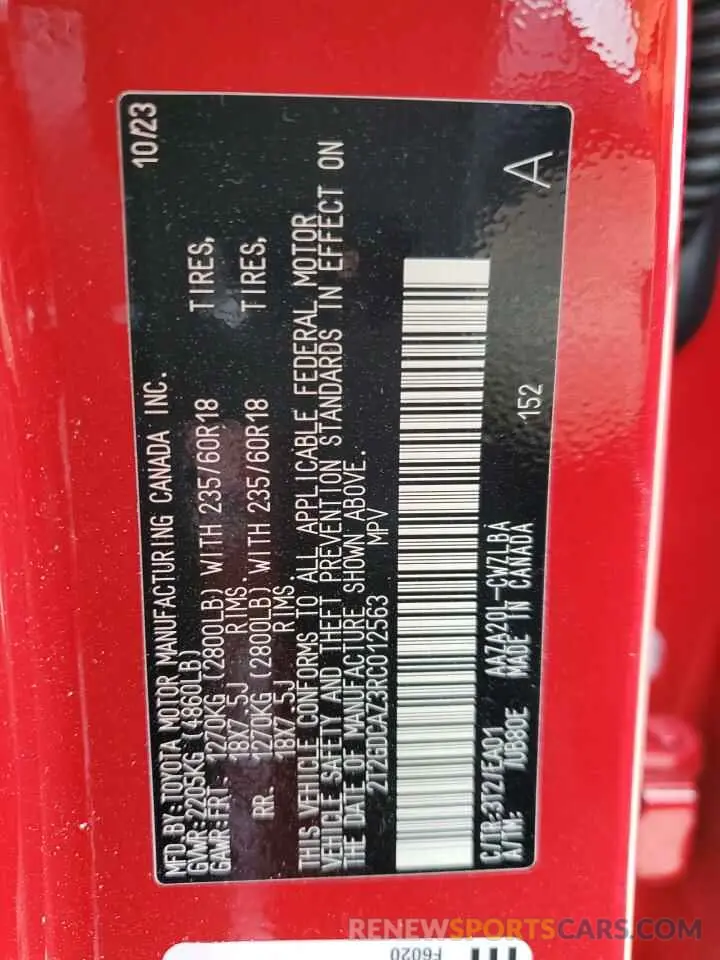 MFD.BY:TOYOTA MOTOR MANUFACTURING CANADA INC. 10/23
GVWR:2205KG (4860LB)
GAWR:FRT. 1270KG (2800LB) WITH 235/60R18 TIRES,
18X7.5J RIMS.
RR. 1270KG (2800LB) WITH 235/60R18 TIRES,
18X7.5J RIMS.
THIS VEHICLE CONFORMS TO ALL APPLICABLE FEDERAL MOTOR
VEHICLE SAFETY AND THEFT PREVENTION STANDARDS IN EFFECT ON
THE DATE OF MANUFACTURE SHOWN ABOVE.
2T2GDCAZ3RC012563 MPV
C/TR:3T2/EA01 AAZA20L-CWZLBA 152 A
A/TM: /UB80E MADE IN CANADA
F6020
RENEWSPORTSCARS.COM